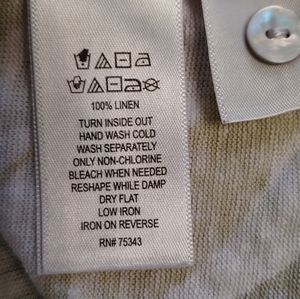 100% LINEN
TURN INSIDE OUT
HAND WASH COLD
WASH SEPARATELY
ONLY NON-CHLORINE
BLEACH WHEN NEEDED
RESHAPE WHILE DAMP
DRY FLAT
LOW IRON
IRON ON REVERSE
RN# 75343